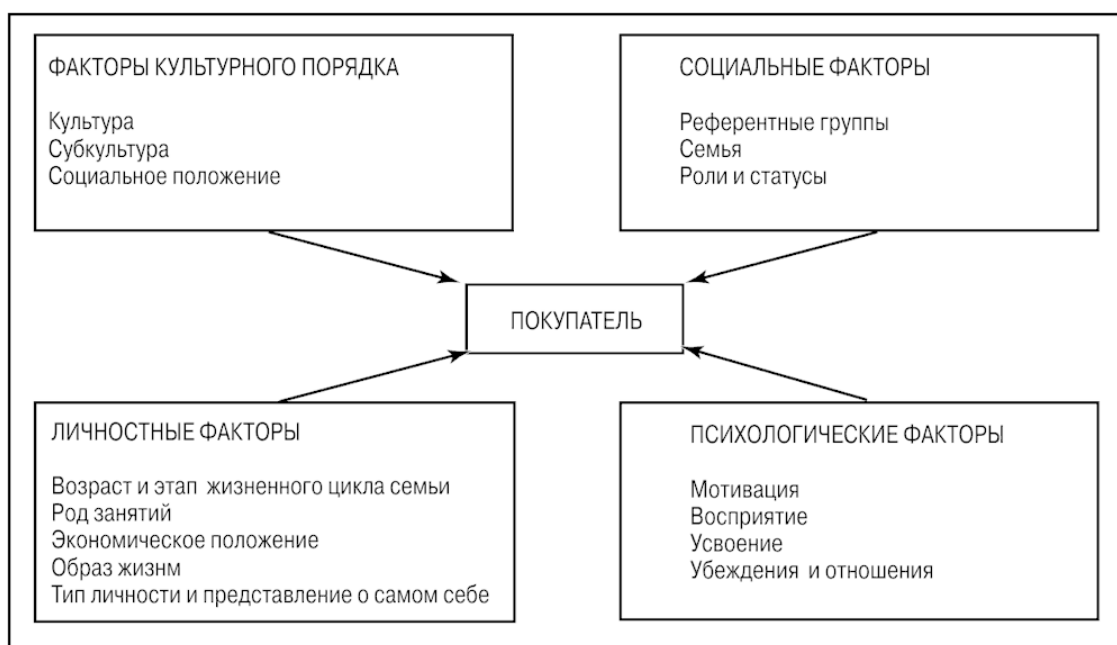 ФАКТОРЫ КУЛЬТУРНОГО ПОРЯДКА
Культура
Субкультура
Социальное положение
СОЦИАЛЬНЫЕ ФАКТОРЫ
Референтные группы
Семья
Роли и статусы
ПОКУПАТЕЛЬ
ЛИЧНОСТНЫЕ ФАКТОРЫ
Возраст и этап жизненного цикла семьи
Род занятий
Экономическое положение
Образ жизнм
Тип личности и представление о самом себе
ПСИХОЛОГИЧЕСКИЕ ФАКТОРЫ
Мотивация
Восприятие
Усвоение
Убеждения и отношения